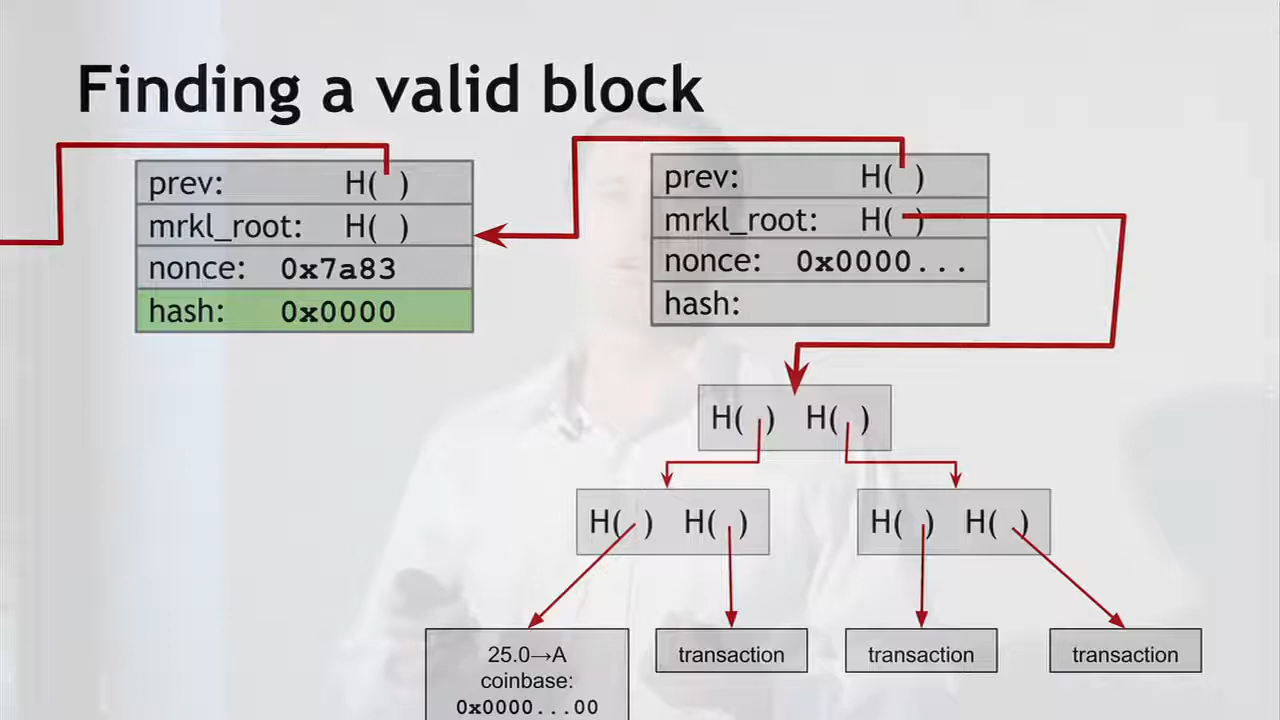 Finding a valid block
prev: H( )
mrkl_root: H( )
nonce: 0x7a83
hash: 0x0000
prev: H( )
mrkl_root: H( )
nonce: 0x0000...
hash:
H( ) H( )
H( ) H( )
H( ) H( )
25.0→A
coinbase:
0x0000...00
transaction
transaction
transaction